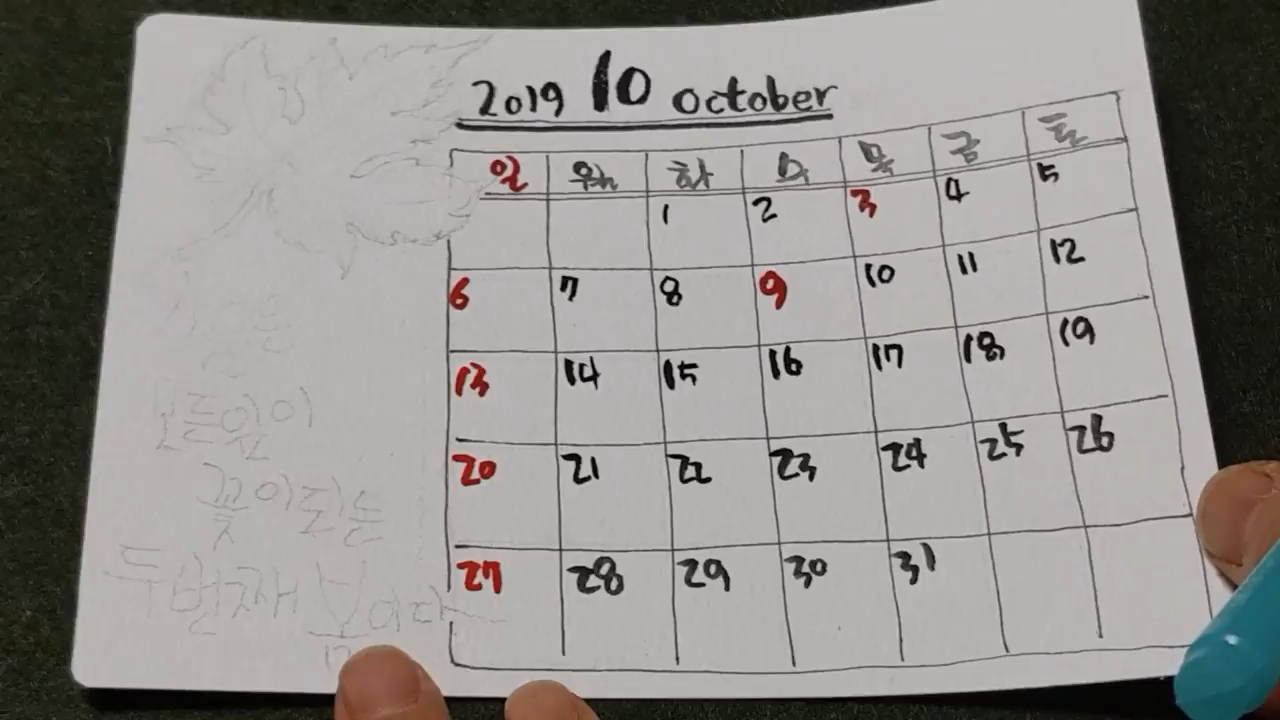 2019 10 October
일 월 화 수 목 금 토
1 2 3 4 5
6 7 8 9 10 11 12
13 14 15 16 17 18 19
20 21 22 23 24 25 26
27 28 29 30 31
모든잎이
꽃이되는
두번째 봄이다